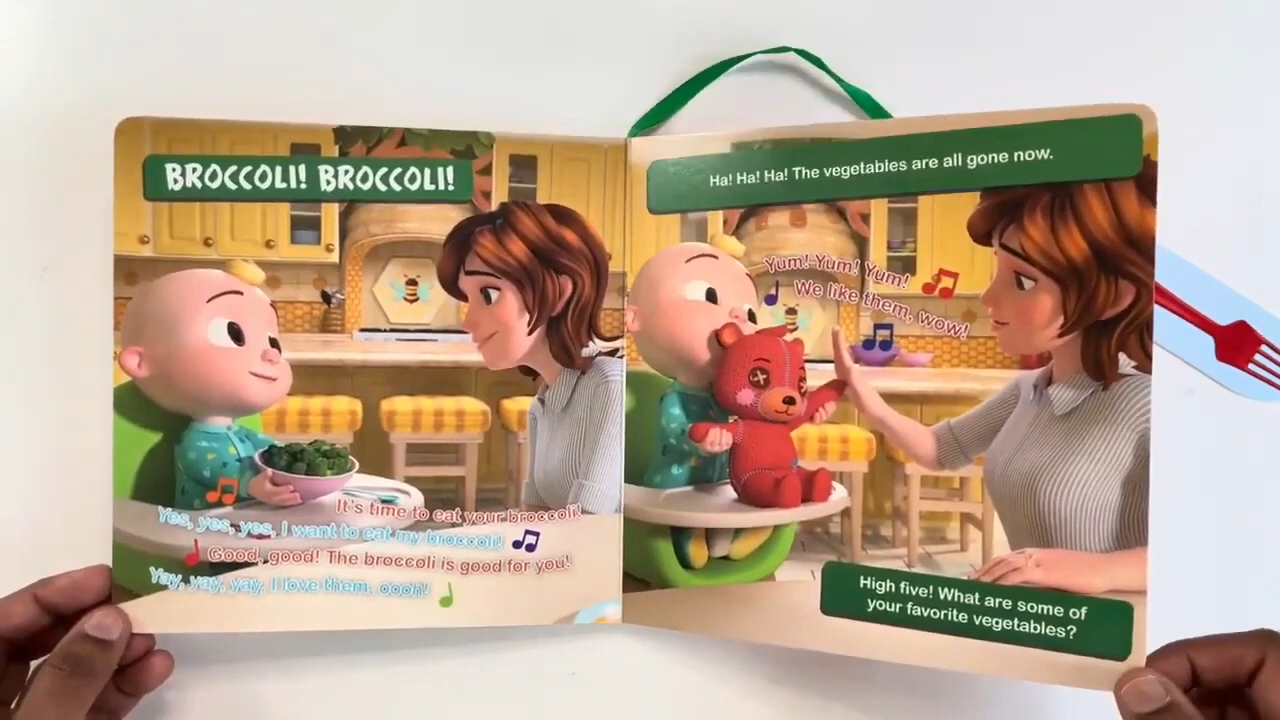 BROCCOLI! BROCCOLI!
It's time to eat your broccoli!
Yes, yes, yes, I want to eat my broccoli!
Good, good! The broccoli is good for you!
Yay, yay, yay, I love them, oooh!
Ha! Ha! Ha! The vegetables are all gone now.
Yum! Yum! Yum!
We like them, wow!
High five! What are some of
your favorite vegetables?